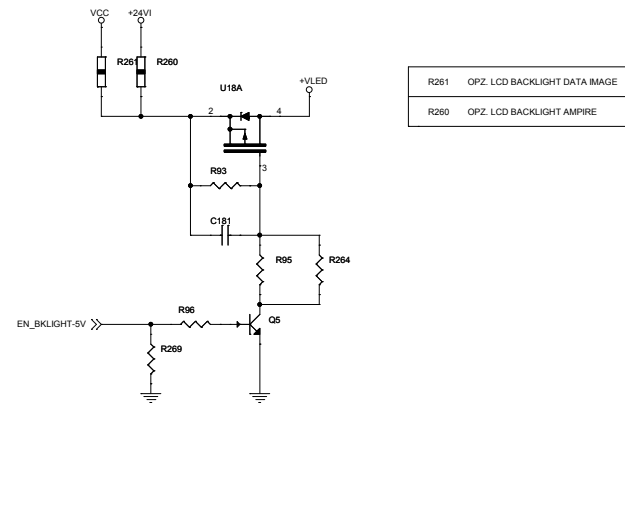 VCC +24VI
R261 R260
U18A
+VLED
2 4
3
R93
C181
R95 R264
R96
Q5
EN_BKLIGHT-5V
R269
R261 OPZ. LCD BACKLIGHT DATA IMAGE
R260 OPZ. LCD BACKLIGHT AMPIRE